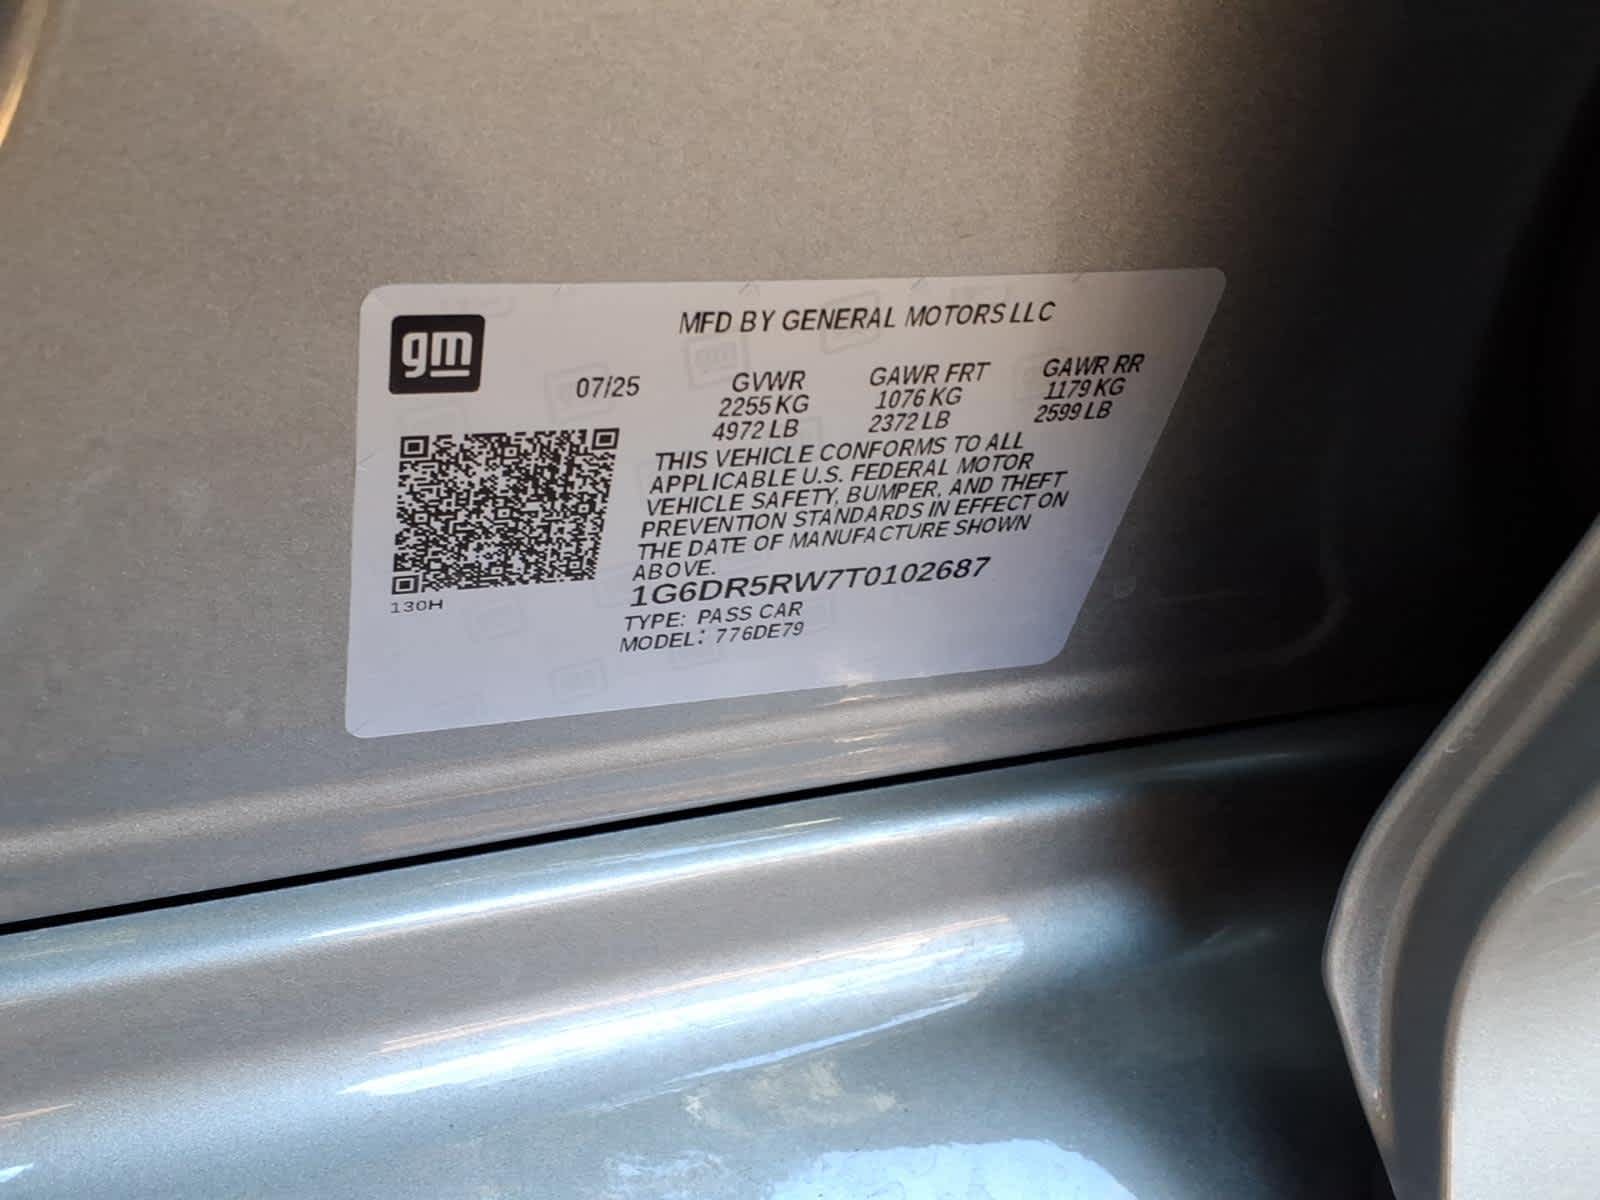 gm
MFD BY GENERAL MOTORS LLC
07/25 GVWR GAWR FRT GAWR RR
2255 KG 1076 KG 1179 KG
4972 LB 2372 LB 2599 LB
THIS VEHICLE CONFORMS TO ALL
APPLICABLE U.S. FEDERAL MOTOR
VEHICLE SAFETY, BUMPER, AND THEFT
PREVENTION STANDARDS IN EFFECT ON
THE DATE OF MANUFACTURE SHOWN
ABOVE.
1G6DR5RW7T0102687
130H
TYPE: PASS CAR
MODEL: 776DE79